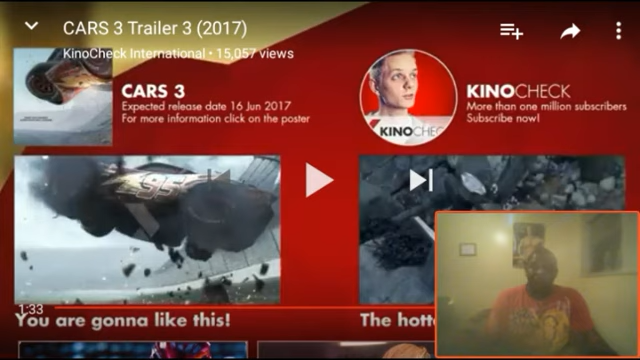 CARS 3 Trailer 3 (2017)
KinoCheck International • 15,057 views
CARS 3
Expected release date 16 Jun 2017
For more information click on the poster
KINOCHECK
More than one million subscribers
Subscribe now!
KINOCHEC
95
1:33
You are gonna like this!
The hott